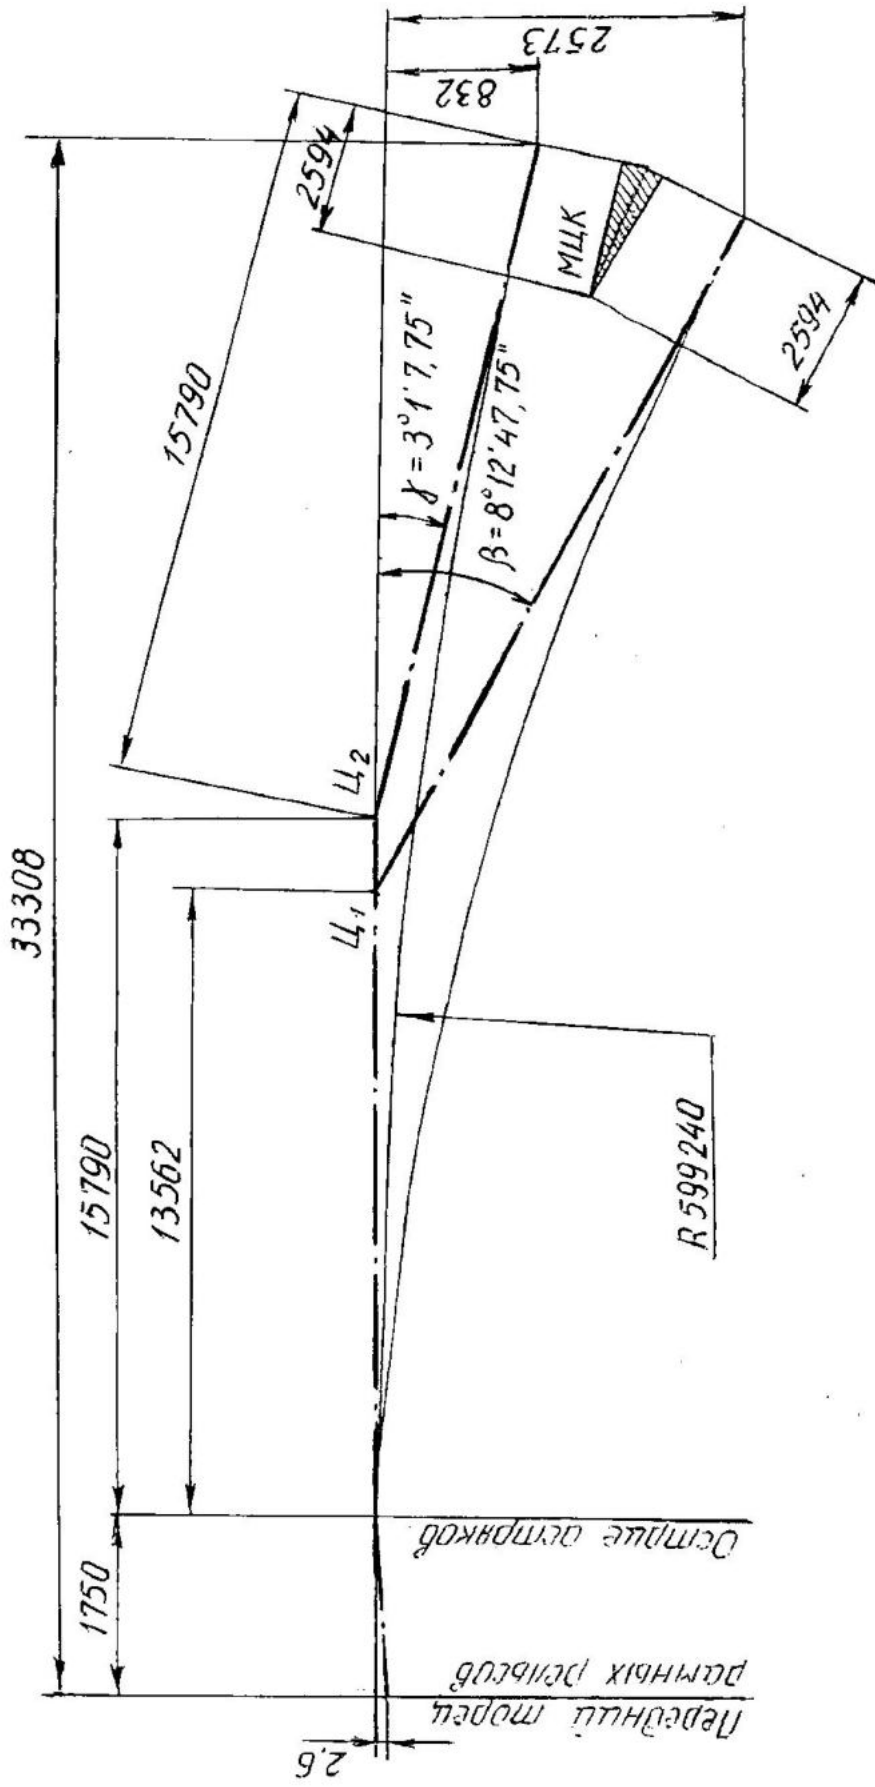 33308
15790
2594
15790
2573
832
1750
13562
Ц1
Ц2
γ=3°1'7,75"
β=8°12'47,75"
МЦК
2594
R 599240
2,6
Острие остряков
Передний торец
рамных рельсов